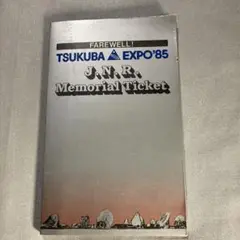 FAREWELL!
TSUKUBA EXPO'85
J.N.R.
Memorial Ticket